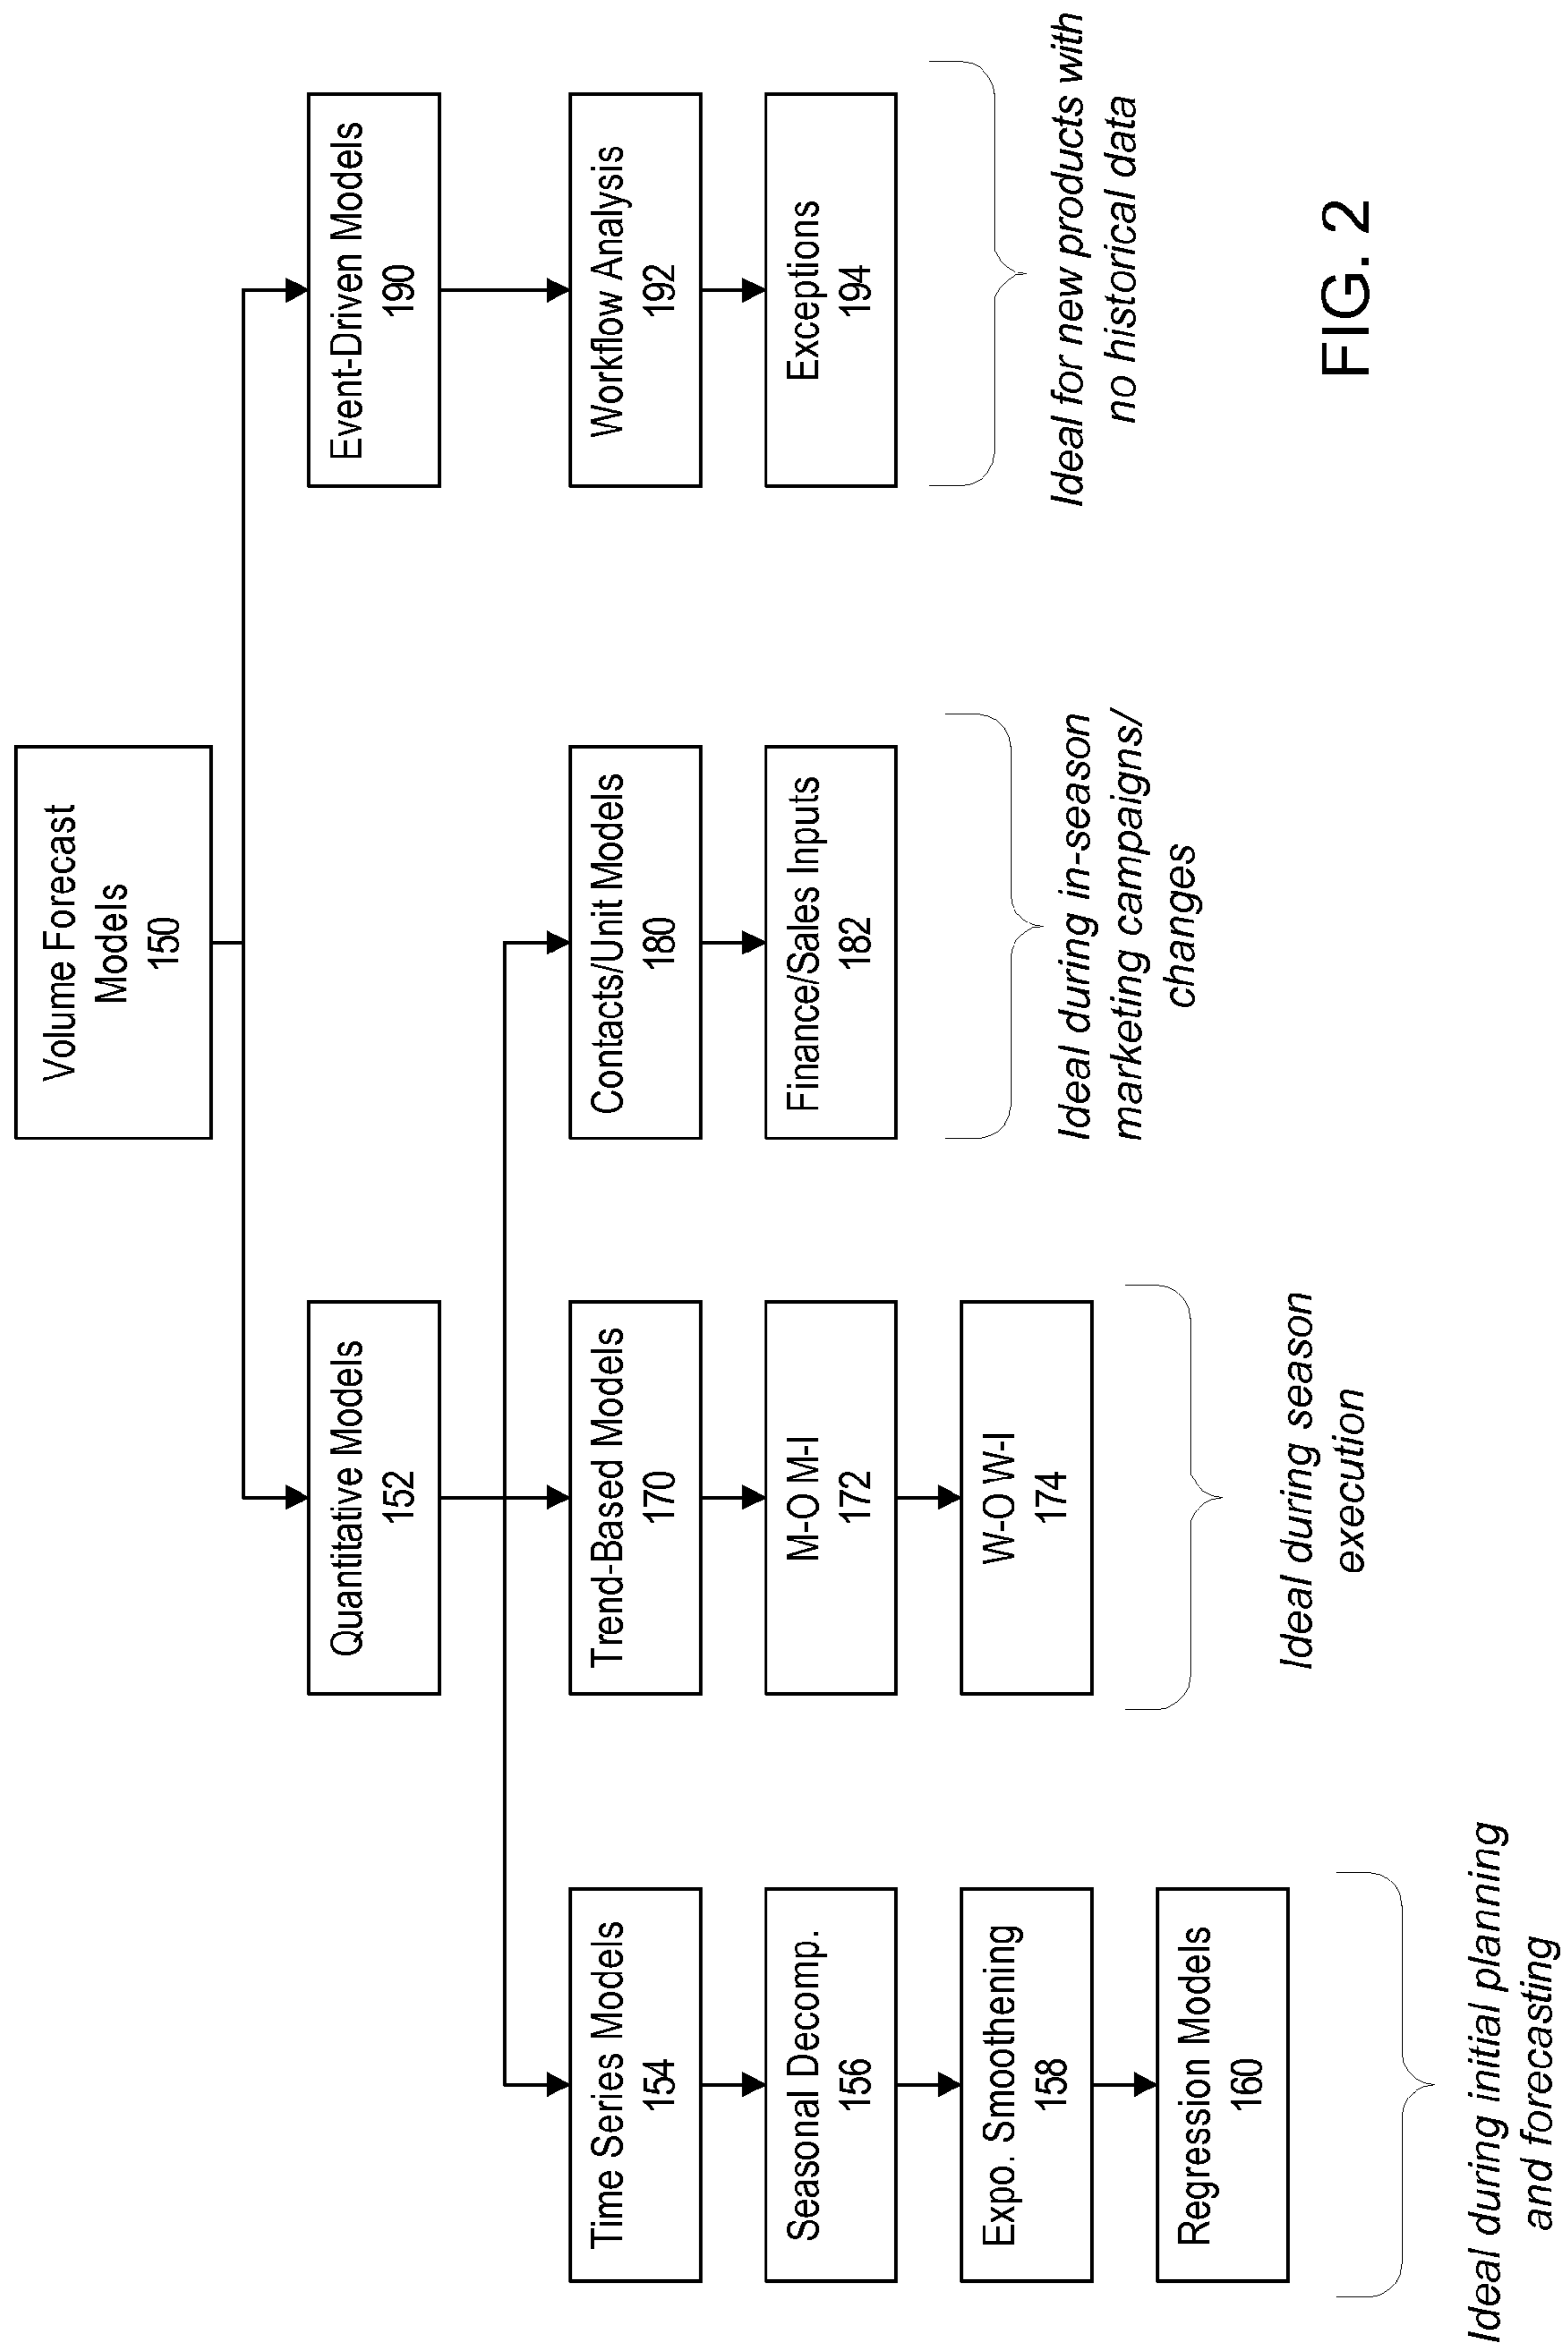 Volume Forecast
Models
150
Quantitative Models
152
Event-Driven Models
190
Time Series Models
154
Trend-Based Models
170
Contacts/Unit Models
180
Workflow Analysis
192
Seasonal Decomp.
156
M-O M-I
172
Finance/Sales Inputs
182
Exceptions
194
Expo. Smoothening
158
W-O W-I
174
Regression Models
160
Ideal during initial planning
and forecasting
Ideal during season
execution
Ideal during in-season
marketing campaigns/
changes
Ideal for new products with
no historical data
FIG. 2